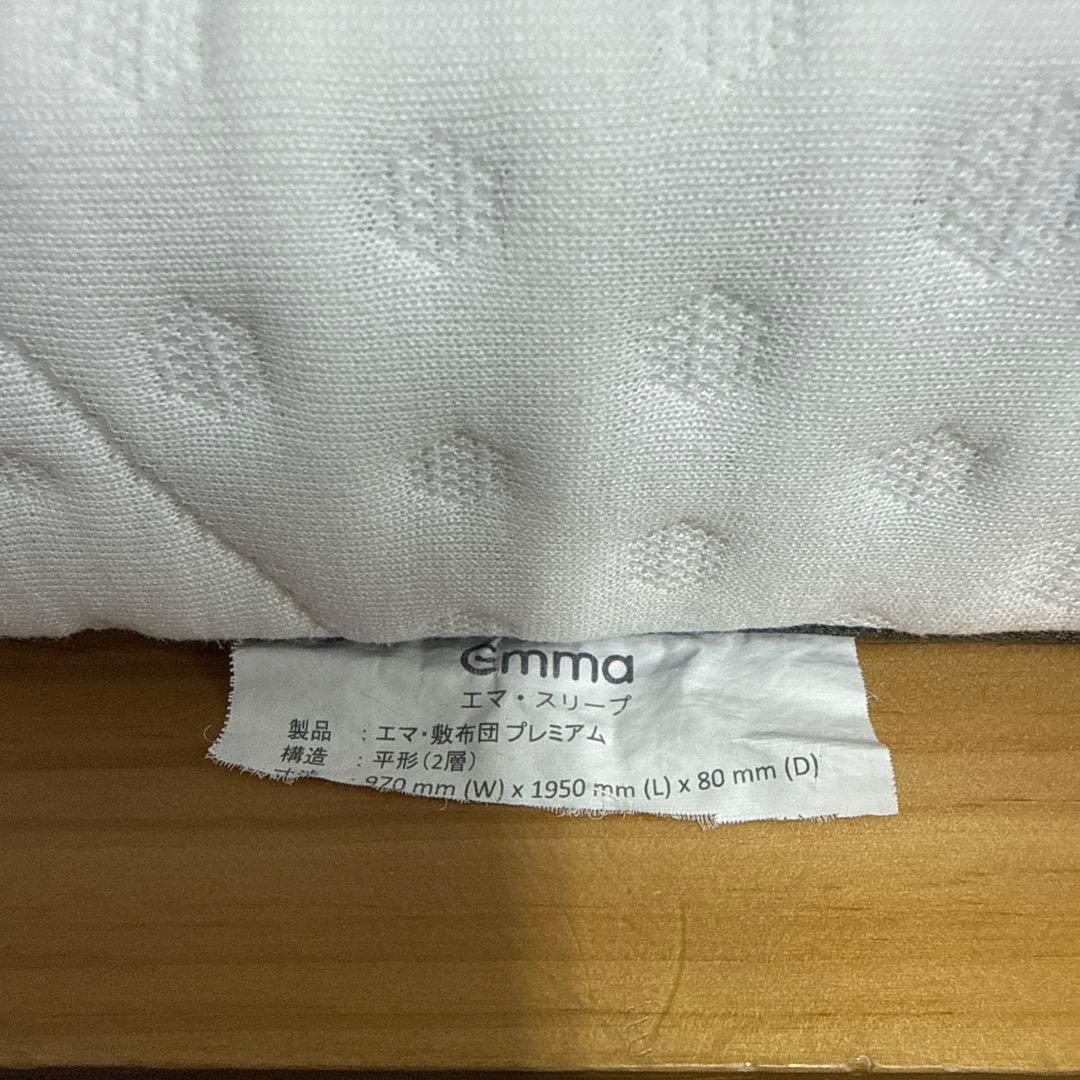 emma
エマ・スリープ
製品 : エマ・敷布団 プレミアム
構造 : 平形(2層)
: 970 mm (W) x 1950 mm (L) x 80 mm (D)